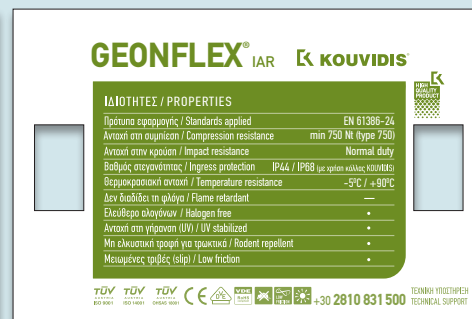 GEONFLEX® IAR KOUVIDIS®
HIGH
QUALITY
PRODUCT
ΙΔΙΟΤΗΤΕΣ / PROPERTIES
Πρότυπα εφαρμογής / Standards applied EN 61386-24
Αντοχή στη συμπίεση / Compression resistance min 750 Nt (type 750)
Αντοχή στην κρούση / Impact resistance Normal duty
Βαθμός στεγανότητας / Ingress protection IP44 / IP68 (με χρήση κόλλας KOUVIDIS)
Θερμοκρασιακή αντοχή / Temperature resistance -5°C / +90°C
Δεν διαδίδει τη φλόγα / Flame retardant —
Ελεύθερο αλογόνων / Halogen free •
Αντοχή στη γήρανση (UV) / UV stabilized •
Μη ελκυστική τροφή για τρωκτικά / Rodent repellent •
Μειωμένες τριβές (slip) / Low friction •
TÜV AUSTRIA ISO 9001 TÜV AUSTRIA ISO 14001 TÜV AUSTRIA OHSAS 18001 CE VDE RoHS +30 2810 831 500 ΤΕΧΝΙΚΗ ΥΠΟΣΤΗΡΙΞΗ
TECHNICAL SUPPORT